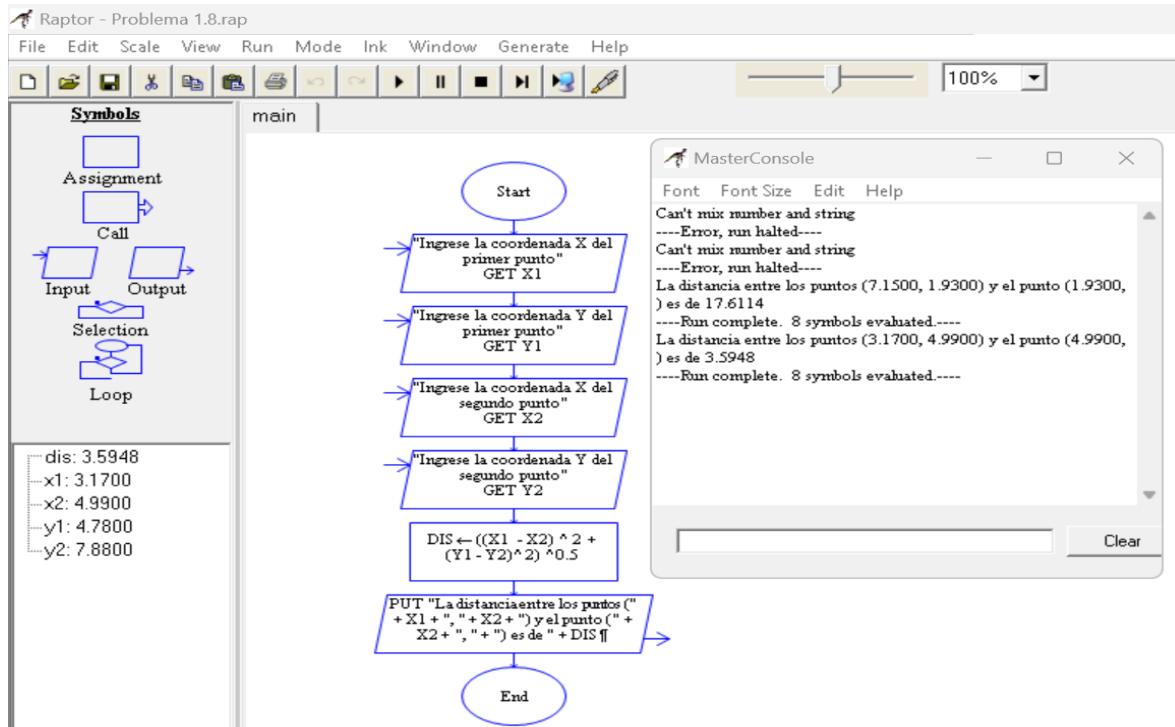 Raptor - Problema 1.8.rap
File Edit Scale View Run Mode Ink Window Generate Help
100%
Symbols
Assignment
Call
Input Output
Selection
Loop
dis: 3.5948
x1: 3.1700
x2: 4.9900
y1: 4.7800
y2: 7.8800
main
Start
"Ingrese la coordenada X del
primer punto"
GET X1
"Ingrese la coordenada Y del
primer punto"
GET Y1
"Ingrese la coordenada X del
segundo punto"
GET X2
"Ingrese la coordenada Y del
segundo punto"
GET Y2
DIS ← ((X1 - X2) ^ 2 +
(Y1 - Y2)^2) ^0.5
PUT "La distancia entre los puntos ("
+ X1 + ", " + X2 + ") y el punto (" +
X2 + ", " + ") es de " + DIS ¶
End
MasterConsole
Font Font Size Edit Help
Can't mix number and string
----Error, run halted----
Can't mix number and string
----Error, run halted----
La distancia entre los puntos (7.1500, 1.9300) y el punto (1.9300,
) es de 17.6114
----Run complete. 8 symbols evaluated.----
La distancia entre los puntos (3.1700, 4.9900) y el punto (4.9900,
) es de 3.5948
----Run complete. 8 symbols evaluated.----
Clear